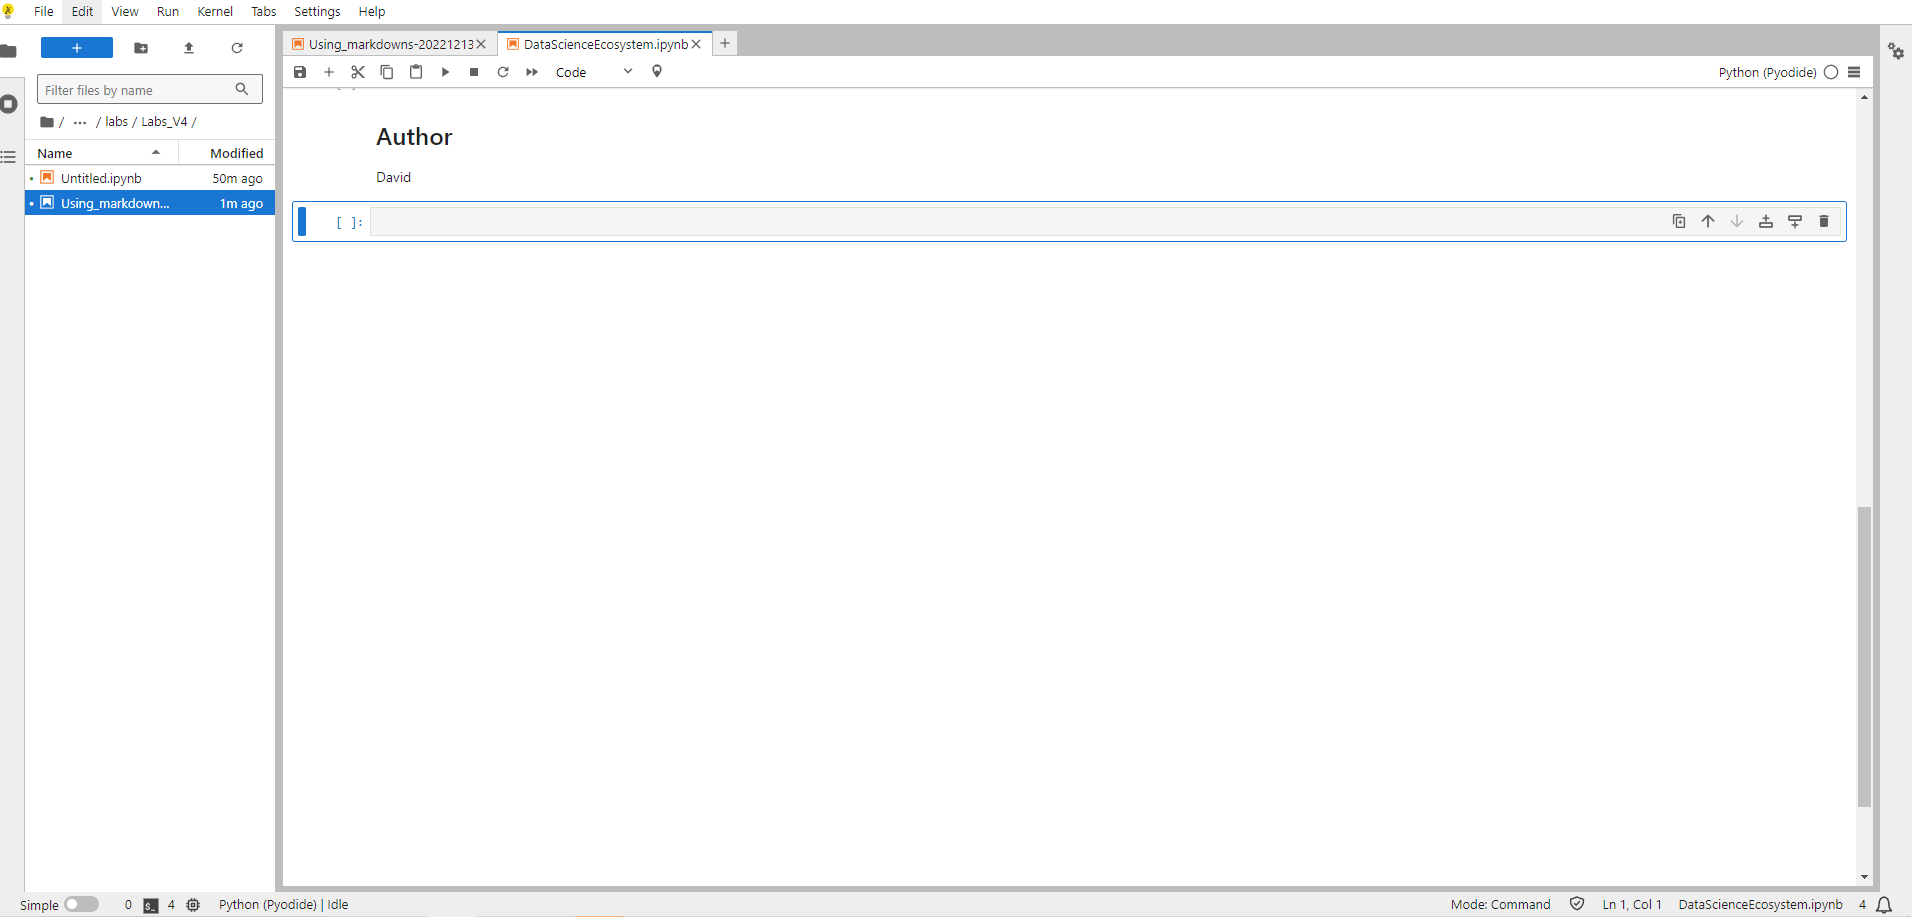 File Edit View Run Kernel Tabs Settings Help
Using_markdowns-20221213
DataScienceEcosystem.ipynb
Filter files by name
/ ... / labs / Labs_V4 /
Name Modified
Untitled.ipynb 50m ago
Using_markdown... 1m ago
Code
Python (Pyodide)
Author
David
[ ]:
Simple 0 $_ 4 Python (Pyodide) | Idle Mode: Command Ln 1, Col 1 DataScienceEcosystem.ipynb 4